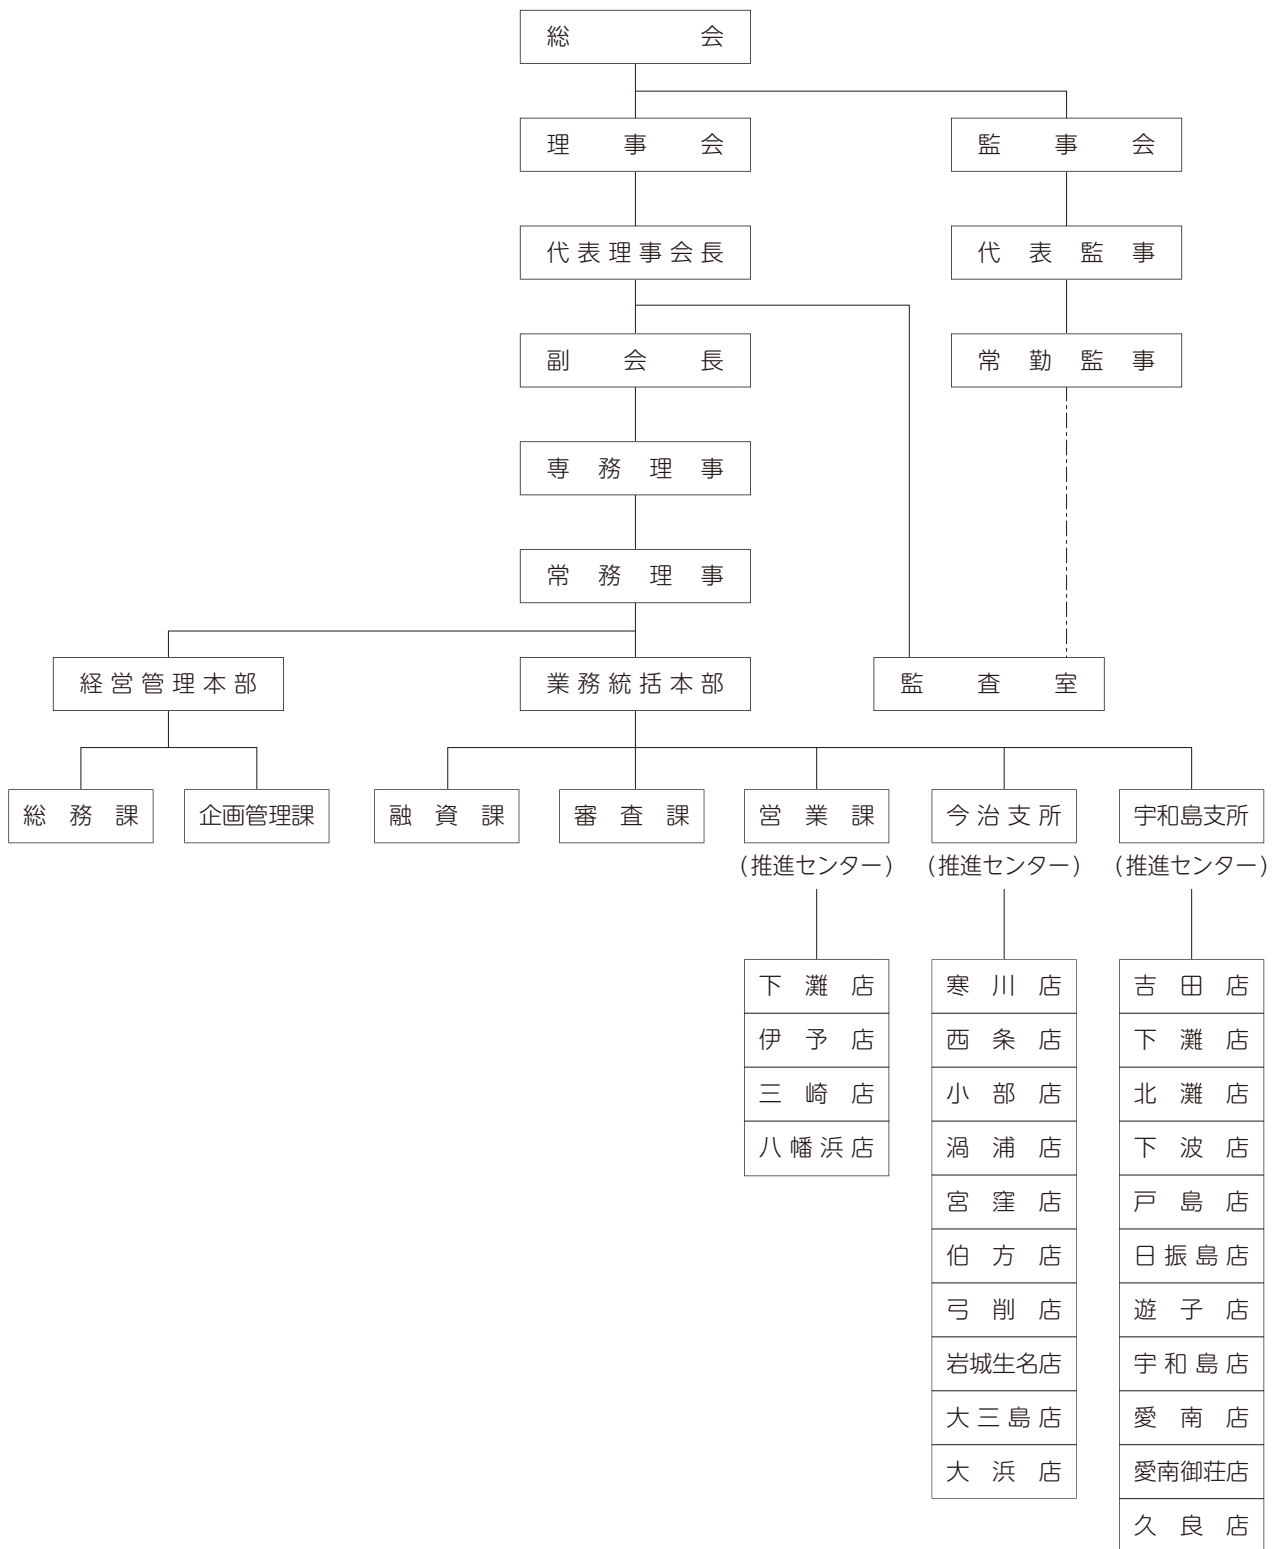 総会
理事会
監事会
代表理事会長
代表監事
副会長
常勤監事
専務理事
常務理事
経営管理本部
業務統括本部
監査室
総務課
企画管理課
融資課
審査課
営業課
今治支所
宇和島支所
(推進センター)
(推進センター)
(推進センター)
下灘店
伊予店
三崎店
八幡浜店
寒川店
西条店
小部店
渦浦店
宮窪店
伯方店
弓削店
岩城生名店
大三島店
大浜店
吉田店
下灘店
北灘店
下波店
戸島店
日振島店
遊子店
宇和島店
愛南店
愛南御荘店
久良店